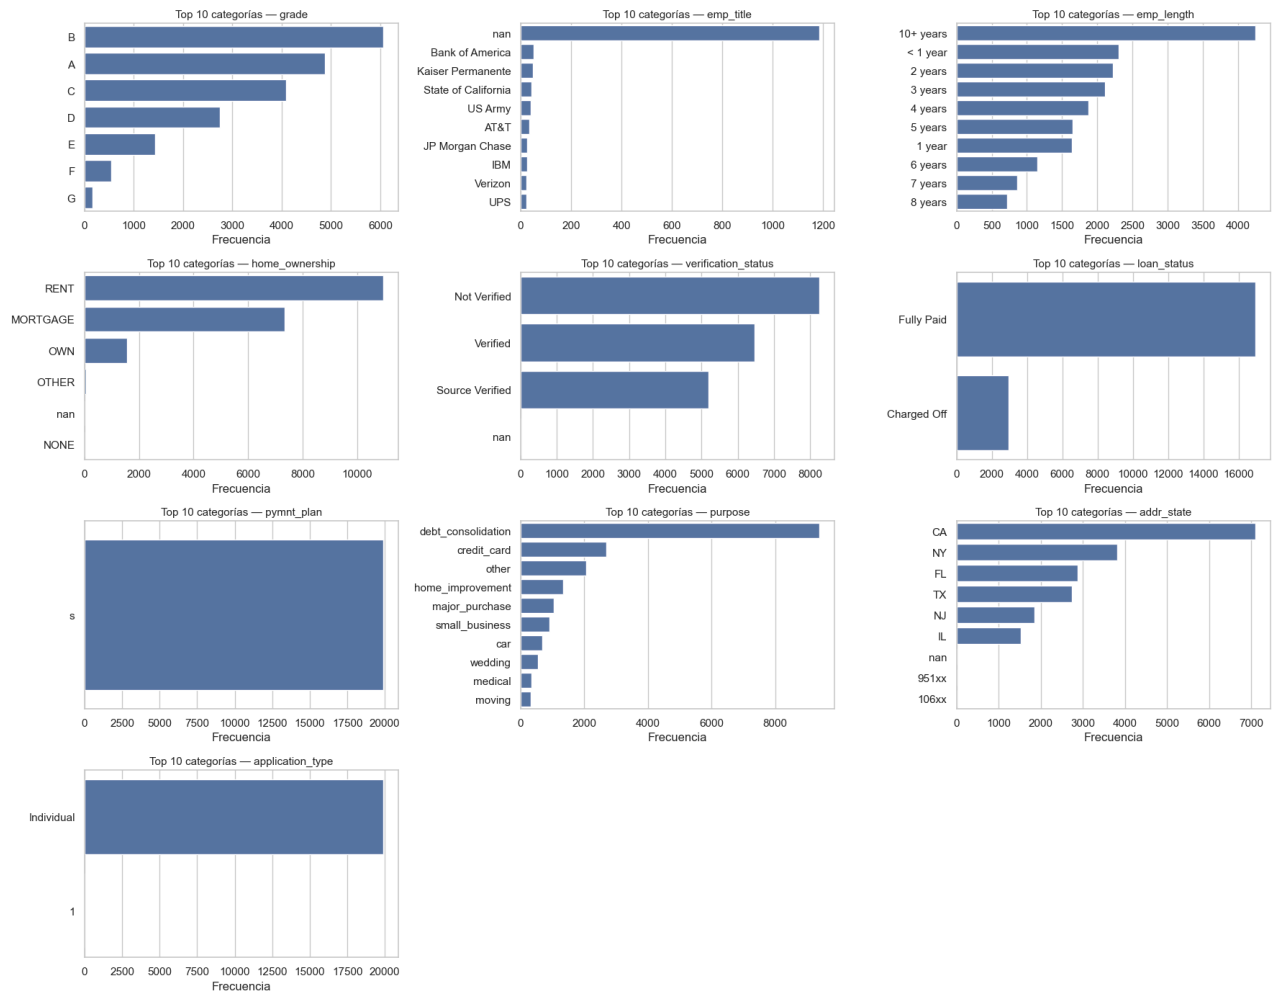 Top 10 categorías — grade
B
A
C
D
E
F
G
0 1000 2000 3000 4000 5000 6000
Frecuencia
Top 10 categorías — emp_title
nan
Bank of America
Kaiser Permanente
State of California
US Army
AT&T
JP Morgan Chase
IBM
Verizon
UPS
0 200 400 600 800 1000 1200
Frecuencia
Top 10 categorías — emp_length
10+ years
< 1 year
2 years
3 years
4 years
5 years
1 year
6 years
7 years
8 years
0 500 1000 1500 2000 2500 3000 3500 4000
Frecuencia
Top 10 categorías — home_ownership
RENT
MORTGAGE
OWN
OTHER
nan
NONE
0 2000 4000 6000 8000 10000
Frecuencia
Top 10 categorías — verification_status
Not Verified
Verified
Source Verified
nan
0 1000 2000 3000 4000 5000 6000 7000 8000
Frecuencia
Top 10 categorías — loan_status
Fully Paid
Charged Off
0 2000 4000 6000 8000 10000 12000 14000 16000
Frecuencia
Top 10 categorías — pymnt_plan
s
0 2500 5000 7500 10000 12500 15000 17500 20000
Frecuencia
Top 10 categorías — purpose
debt_consolidation
credit_card
other
home_improvement
major_purchase
small_business
car
wedding
medical
moving
0 2000 4000 6000 8000
Frecuencia
Top 10 categorías — addr_state
CA
NY
FL
TX
NJ
IL
nan
951xx
106xx
0 1000 2000 3000 4000 5000 6000 7000
Frecuencia
Top 10 categorías — application_type
Individual
1
0 2500 5000 7500 10000 12500 15000 17500 20000
Frecuencia